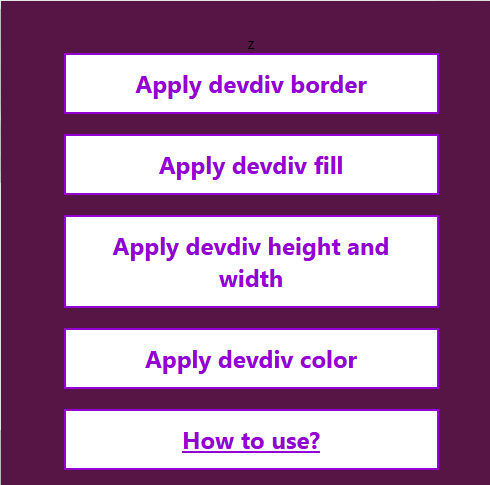 z
Apply devdiv border
Apply devdiv fill
Apply devdiv height and
width
Apply devdiv color
How to use?